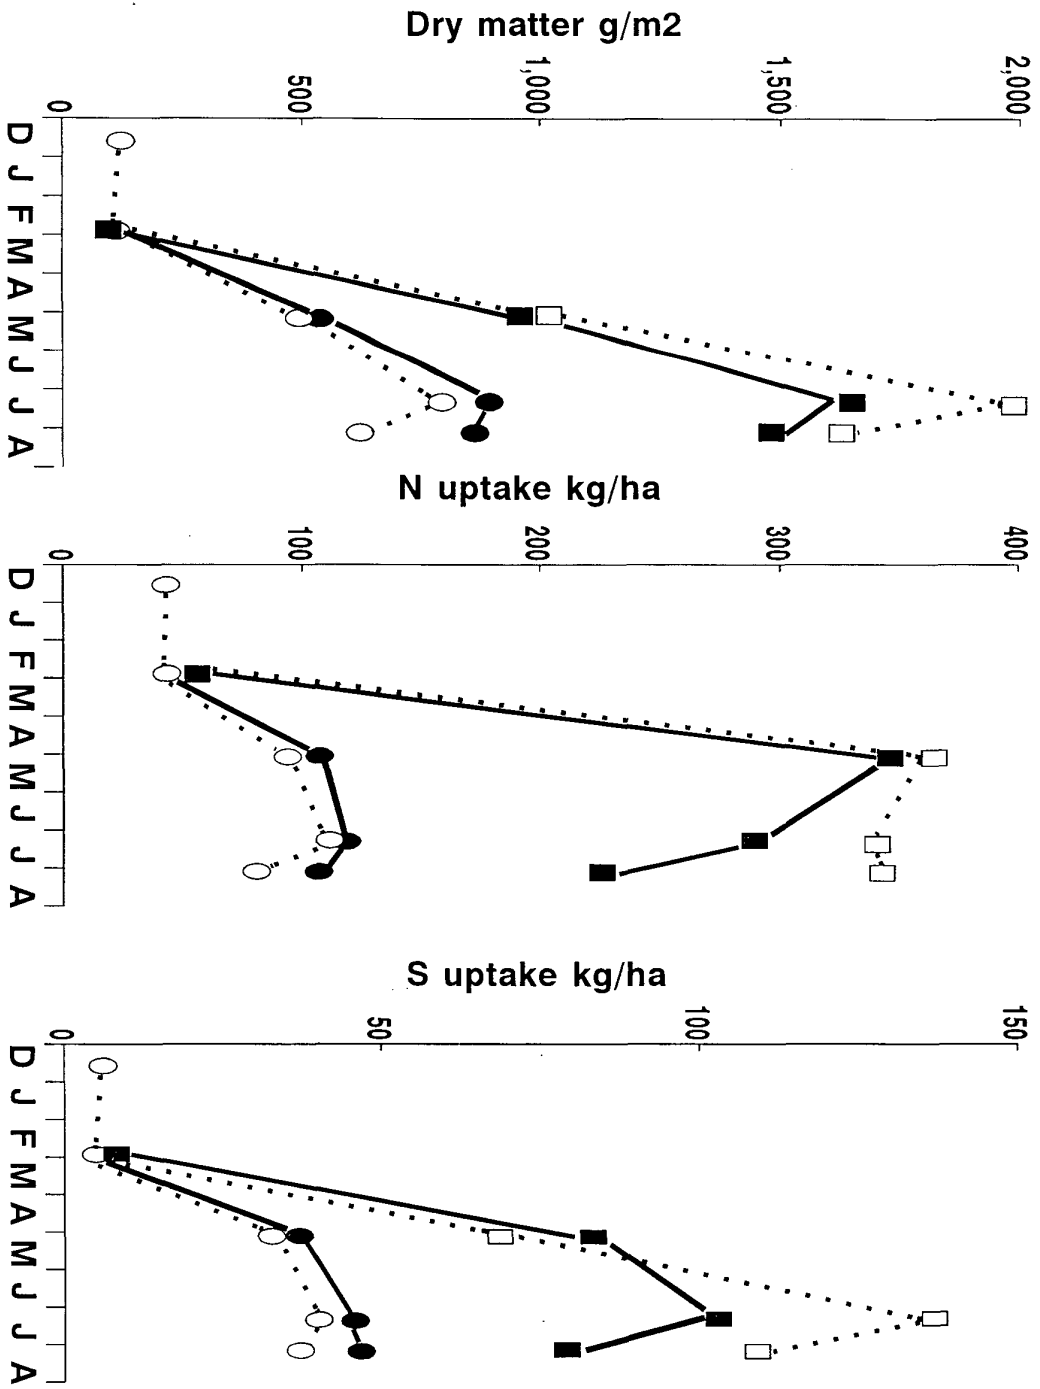 Dry matter g/m2
0 500 1,000 1,500 2,000
D J F M A M J J A
N uptake kg/ha
0 100 200 300 400
D J F M A M J J A
S uptake kg/ha
0 50 100 150
D J F M A M J J A